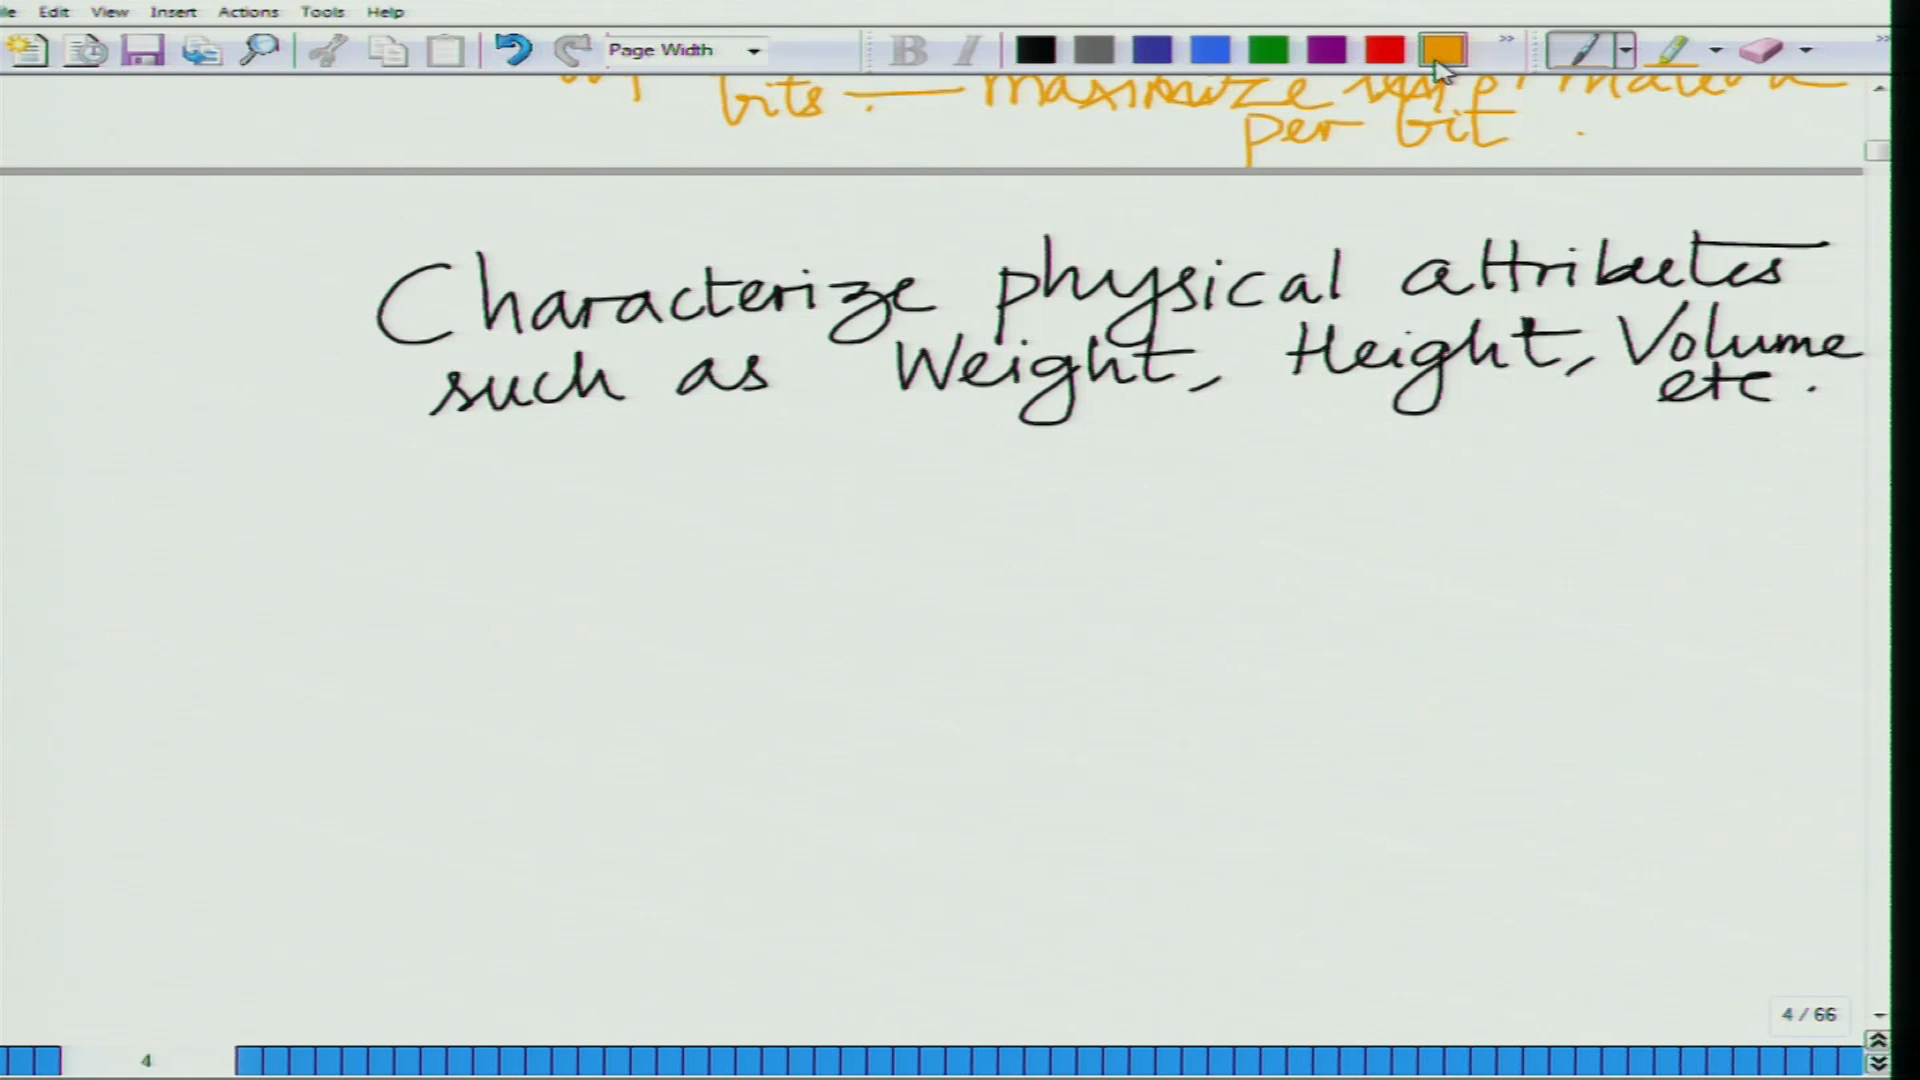 Edit View Insert Actions Tools Help
Page Width
B I
bits. — maximize
per bit.
Characterize physical attributes
such as Weight, Height, Volume
etc.
4 / 66
4